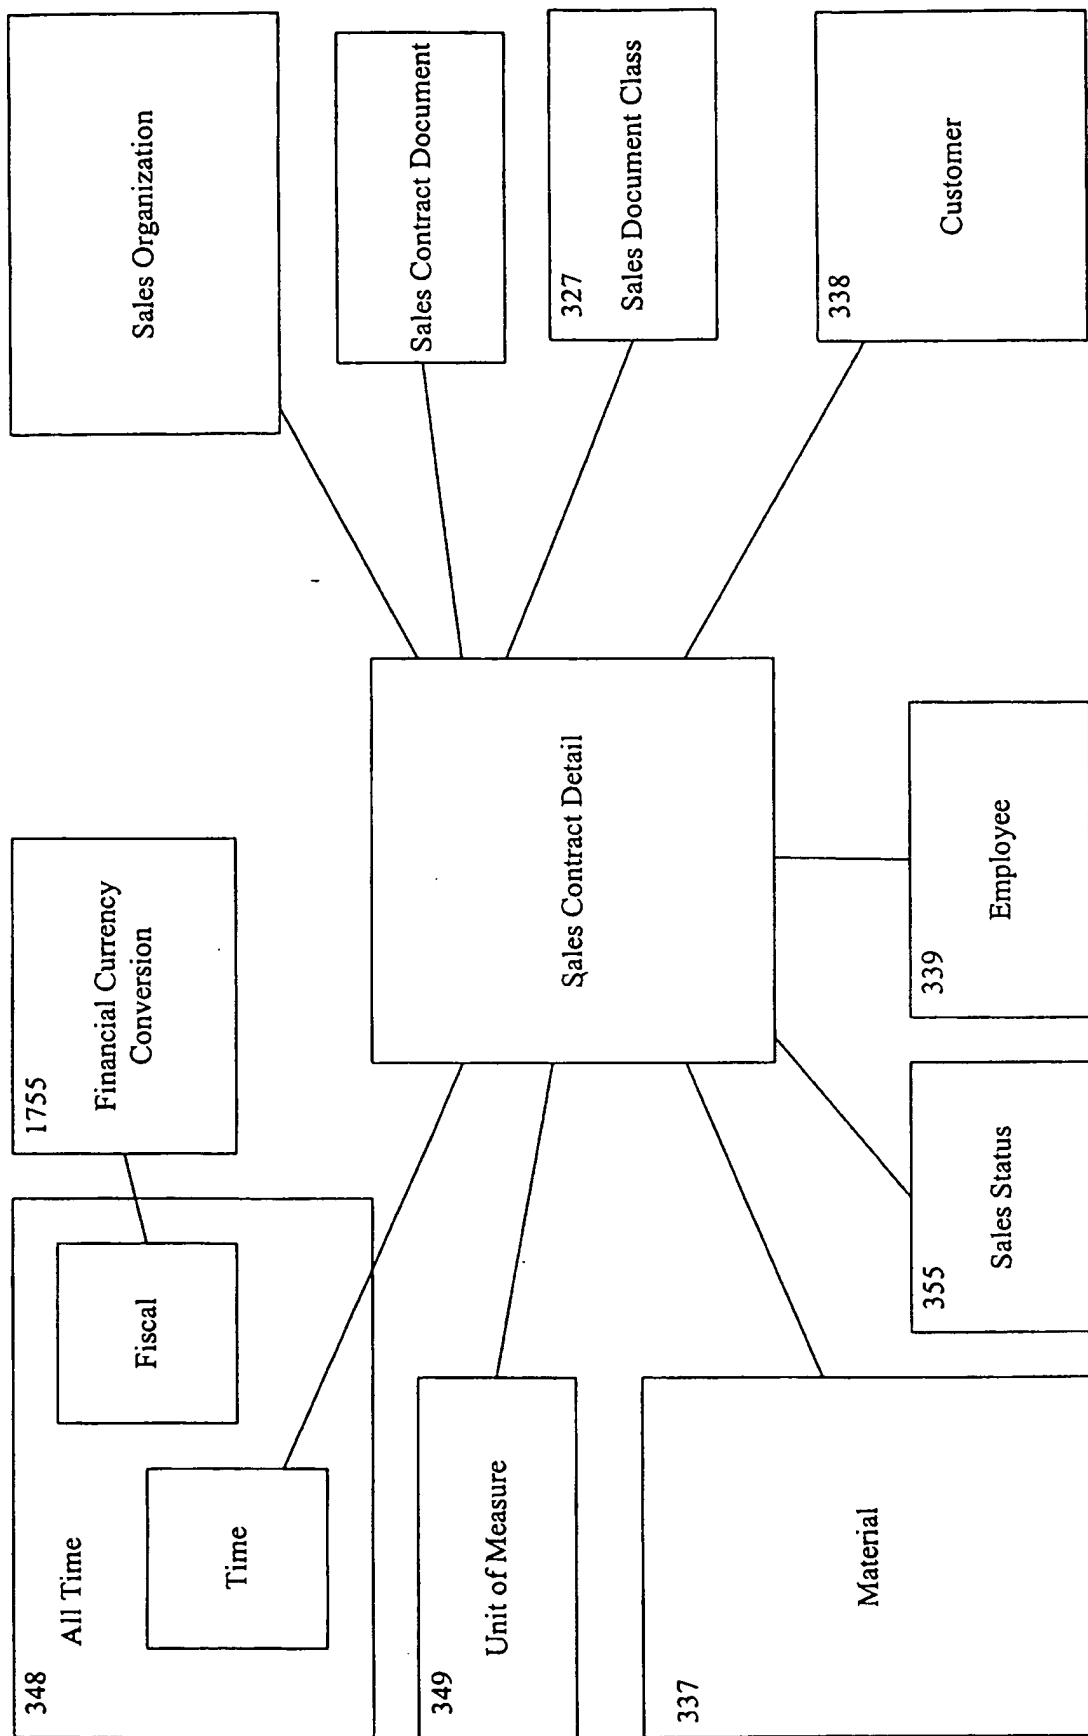 348
All Time
Time
Fiscal
1755
Financial Currency
Conversion
Sales Organization
349
Unit of Measure
Sales Contract Detail
Sales Contract Document
327
Sales Document Class
337
Material
355
Sales Status
339
Employee
338
Customer